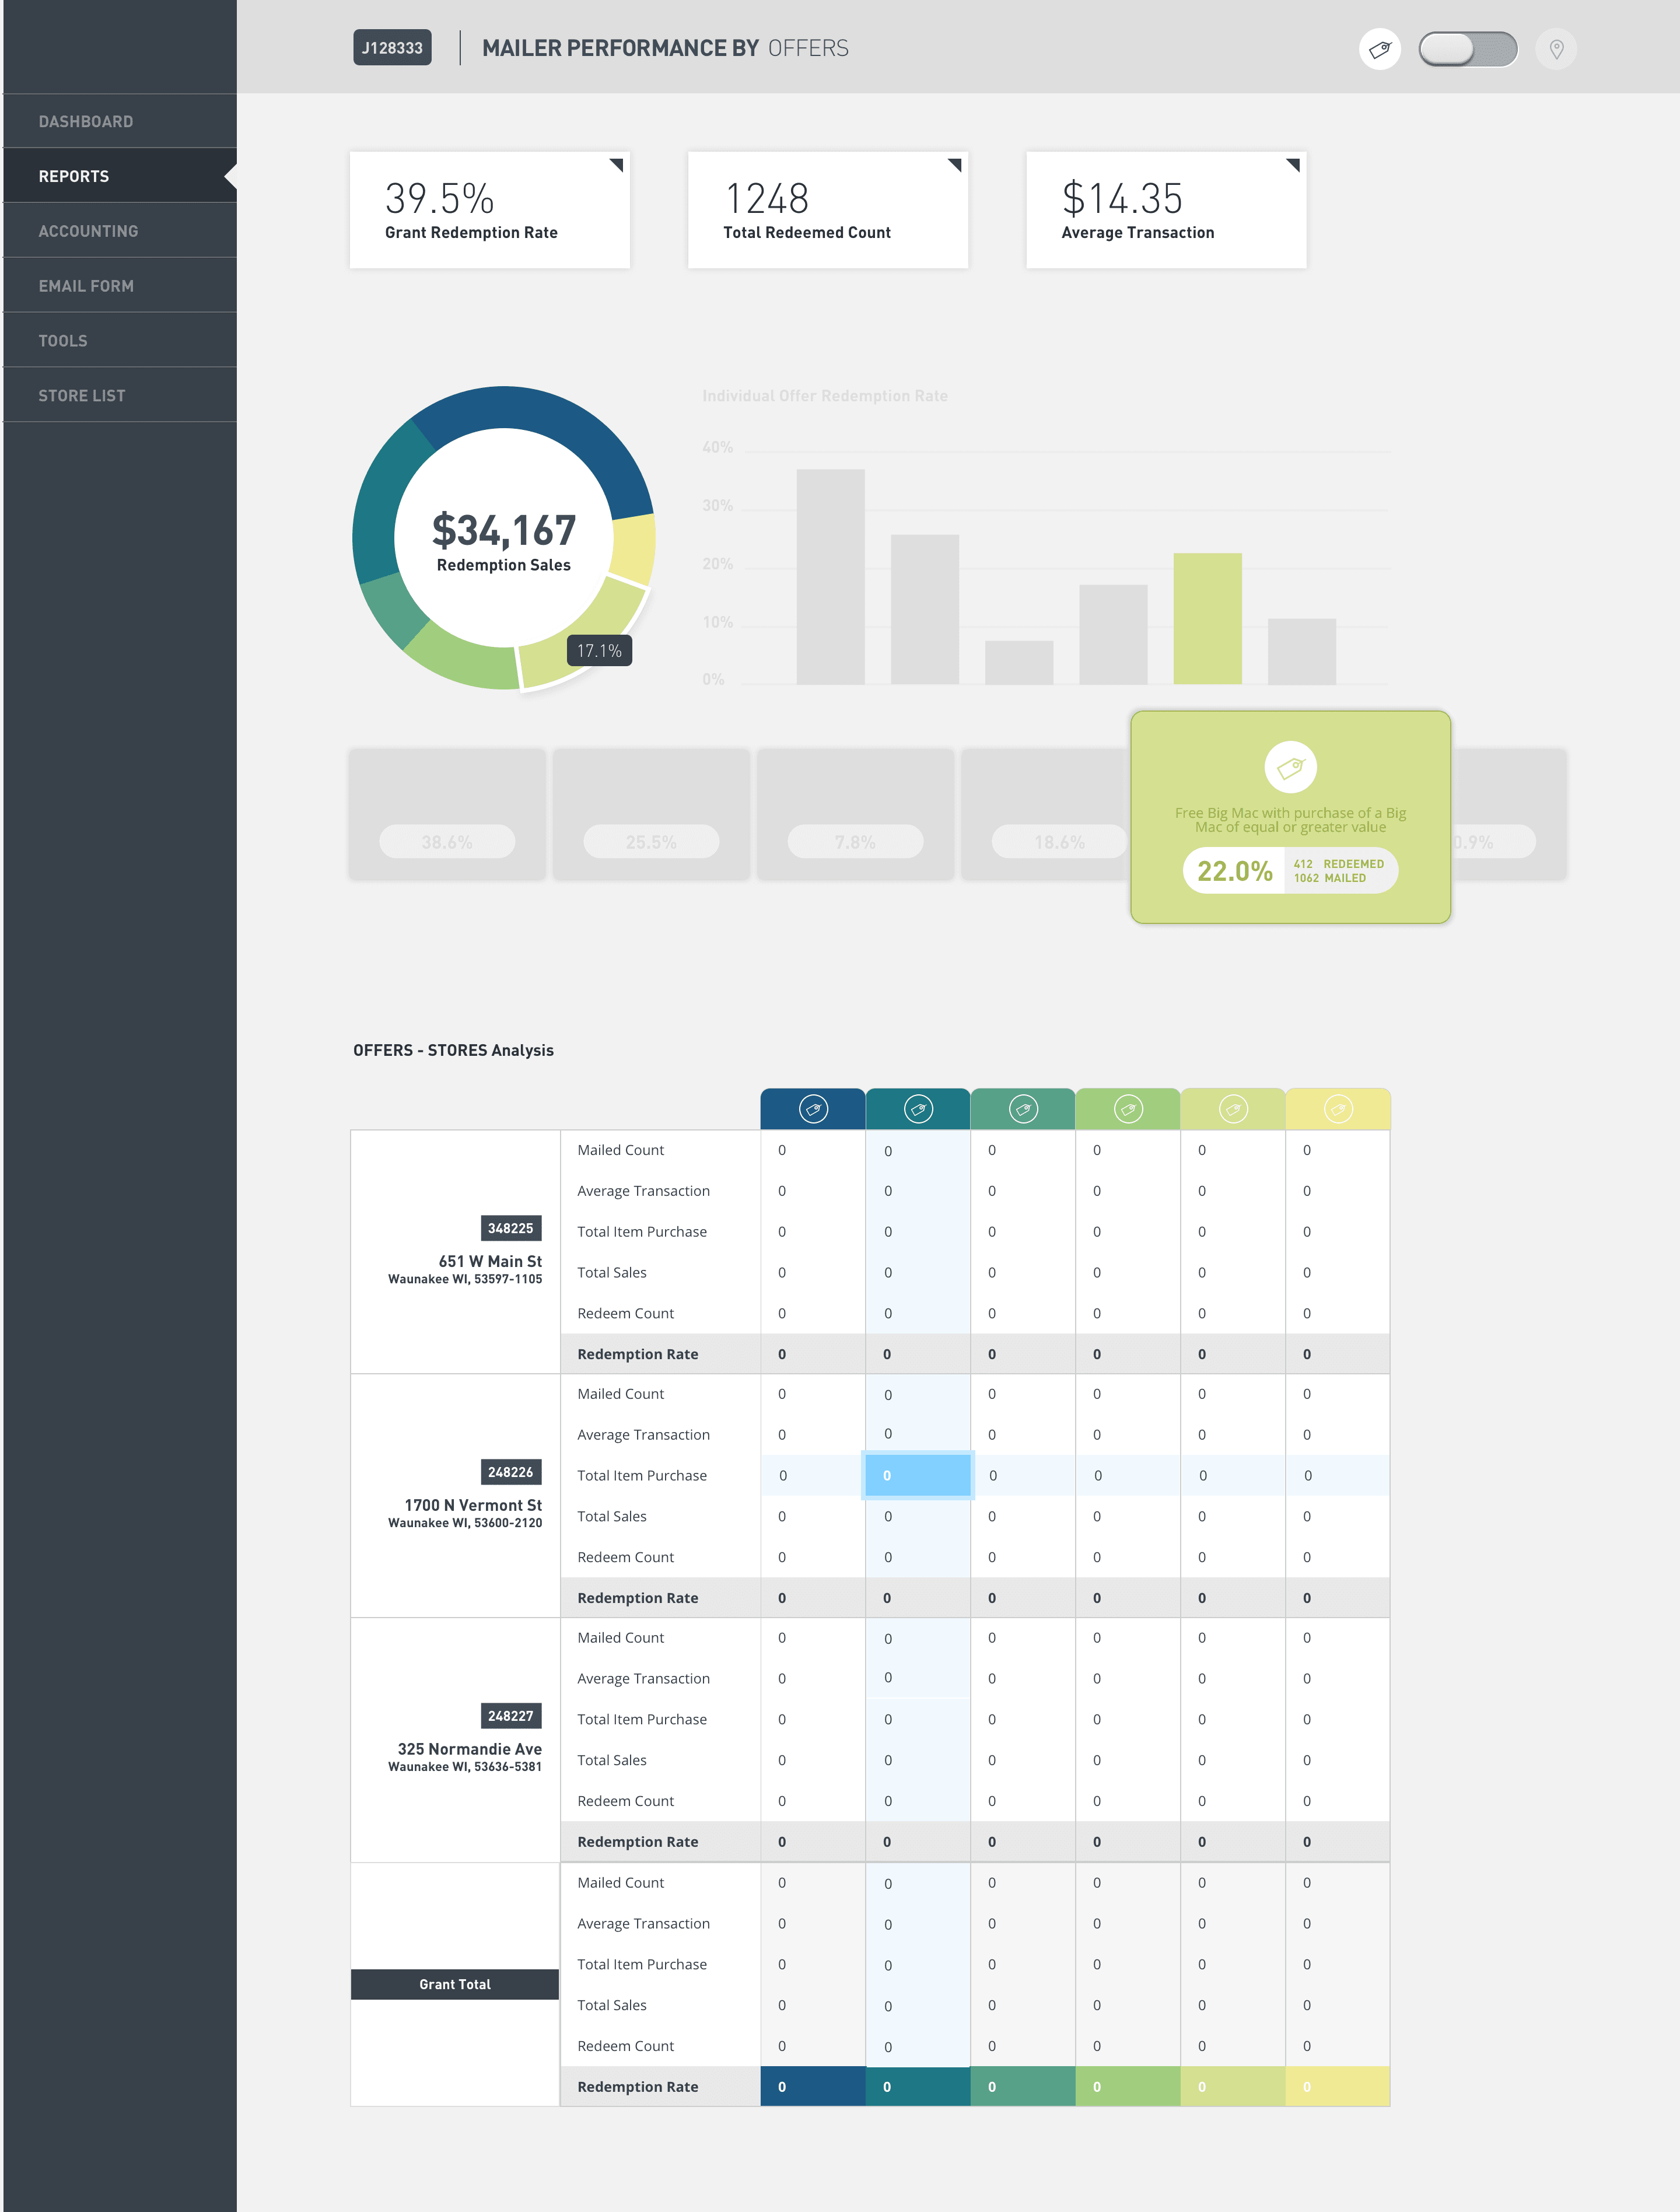 J128333
MAILER PERFORMANCE BY OFFERS
DASHBOARD
REPORTS
ACCOUNTING
EMAIL FORM
TOOLS
STORE LIST
39.5%
Grant Redemption Rate
1248
Total Redeemed Count
$14.35
Average Transaction
$34,167
Redemption Sales
17.1%
Individual Offer Redemption Rate
40%
30%
20%
10%
0%
38.6%
25.5%
7.8%
18.6%
Free Big Mac with purchase of a Big
Mac of equal or greater value
22.0%
412 REDEEMED
1062 MAILED
0.9%
OFFERS - STORES Analysis
348225
651 W Main St
Waunakee WI, 53597-1105
Mailed Count 0 0 0 0 0 0
Average Transaction 0 0 0 0 0 0
Total Item Purchase 0 0 0 0 0 0
Total Sales 0 0 0 0 0 0
Redeem Count 0 0 0 0 0 0
Redemption Rate 0 0 0 0 0 0
248226
1700 N Vermont St
Waunakee WI, 53600-2120
Mailed Count 0 0 0 0 0 0
Average Transaction 0 0 0 0 0 0
Total Item Purchase 0 0 0 0 0 0
Total Sales 0 0 0 0 0 0
Redeem Count 0 0 0 0 0 0
Redemption Rate 0 0 0 0 0 0
248227
325 Normandie Ave
Waunakee WI, 53636-5381
Mailed Count 0 0 0 0 0 0
Average Transaction 0 0 0 0 0 0
Total Item Purchase 0 0 0 0 0 0
Total Sales 0 0 0 0 0 0
Redeem Count 0 0 0 0 0 0
Redemption Rate 0 0 0 0 0 0
Grant Total
Mailed Count 0 0 0 0 0 0
Average Transaction 0 0 0 0 0 0
Total Item Purchase 0 0 0 0 0 0
Total Sales 0 0 0 0 0 0
Redeem Count 0 0 0 0 0 0
Redemption Rate 0 0 0 0 0 0